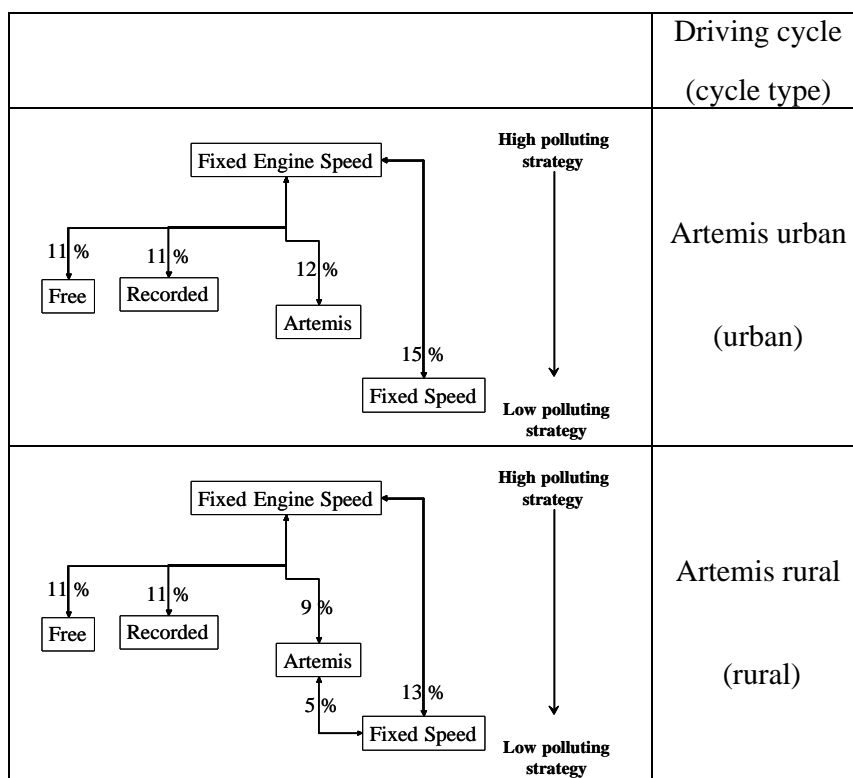 Driving cycle
(cycle type)
Fixed Engine Speed
High polluting
strategy
11 %
11 %
12 %
Free
Recorded
Artemis
15 %
Fixed Speed
Low polluting
strategy
Artemis urban
(urban)
Fixed Engine Speed
High polluting
strategy
11 %
11 %
9 %
Free
Recorded
Artemis
5 %
13 %
Fixed Speed
Low polluting
strategy
Artemis rural
(rural)